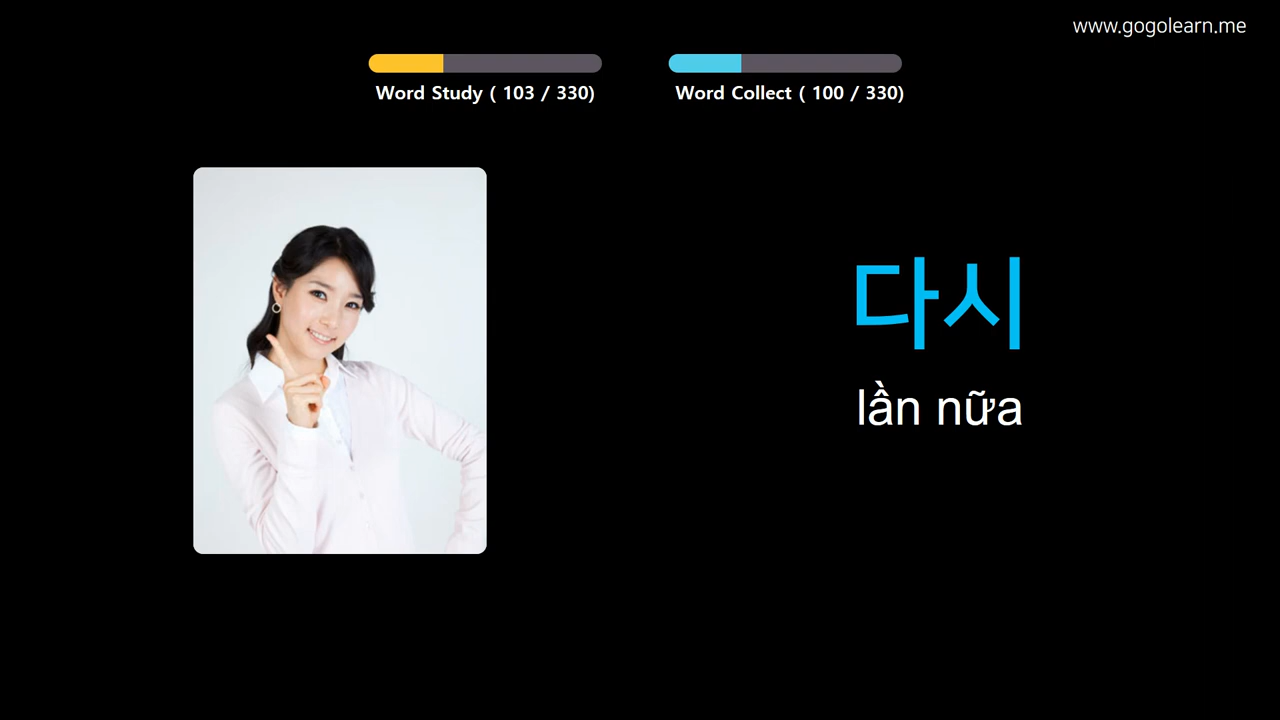 www.gogolearn.me
Word Study ( 103 / 330)
Word Collect ( 100 / 330)
다시
lần nữa